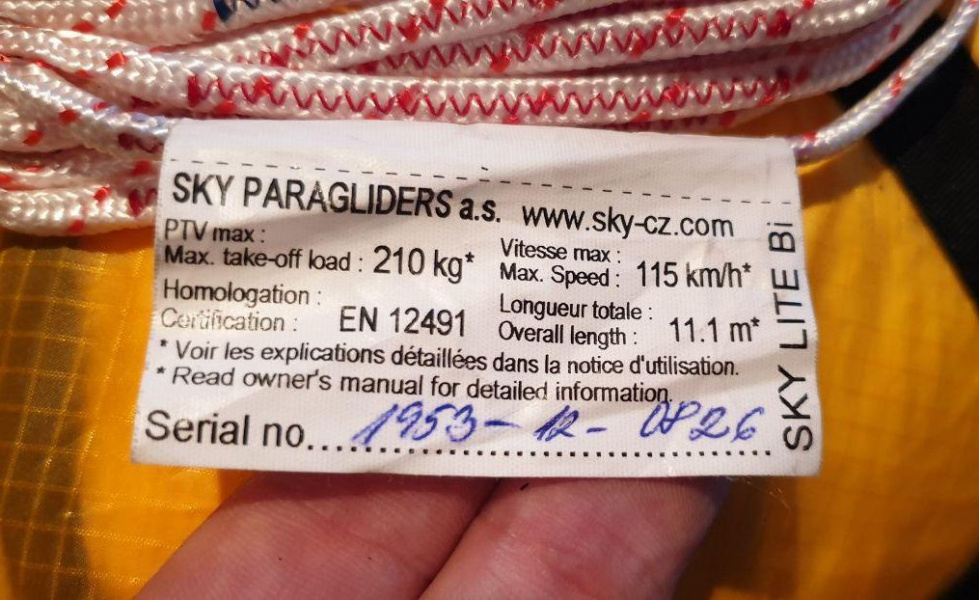 SKY PARAGLIDERS a.s. www.sky-cz.com
PTV max :
Max. take-off load : 210 kg*
Vitesse max :
Max. Speed : 115 km/h*
Homologation :
Certification : EN 12491
Longueur totale :
Overall length : 11.1 m*
* Voir les explications détaillées dans la notice d'utilisation.
* Read owner's manual for detailed information.
Serial no... 1953-12-0826
SKY LITE Bi